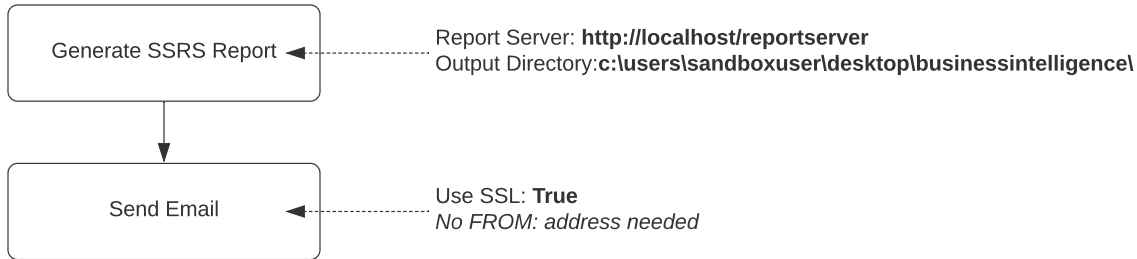 Generate SSRS Report
Report Server: http://localhost/reportserver
Output Directory:c:\users\sandboxuser\desktop\businessintelligence\
Send Email
Use SSL: True
No FROM: address needed